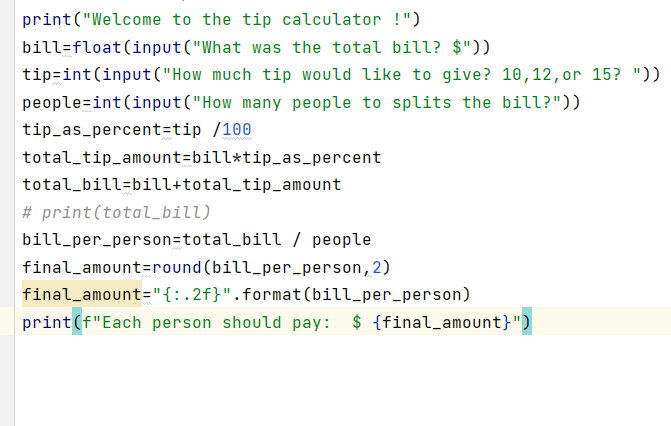 print("Welcome to the tip calculator !")
bill=float(input("What was the total bill? $"))
tip=int(input("How much tip would like to give? 10,12,or 15? "))
people=int(input("How many people to splits the bill?"))
tip_as_percent=tip /100
total_tip_amount=bill*tip_as_percent
total_bill=bill+total_tip_amount
# print(total_bill)
bill_per_person=total_bill / people
final_amount=round(bill_per_person,2)
final_amount="{:.2f}".format(bill_per_person)
print(f"Each person should pay:  $ {final_amount}")